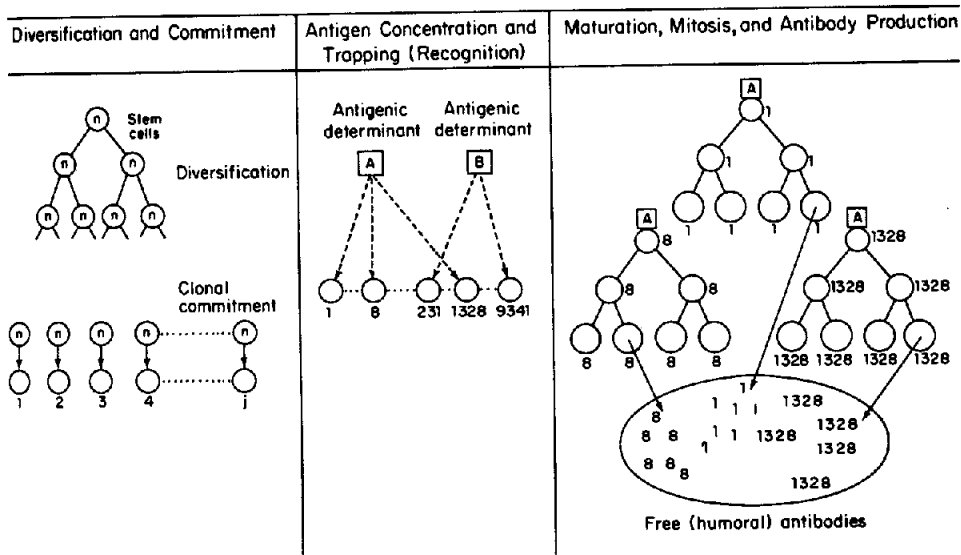 Diversification and Commitment
Antigen Concentration and
Trapping (Recognition)
Maturation, Mitosis, and Antibody Production
n
Stem
cells
n n
Diversification
n n n n
Clonal
commitment
n n n n n
1 2 3 4 j
Antigenic
determinant
Antigenic
determinant
A B
1 8 231 1328 9341
A
1
1 1
1 1 1 1
A
8
8 8
8 8 8 8
A
1328
1328 1328
1328 1328 1328 1328
1
1 1328
8 1 1 1328
8 8 1 1 1328
1 1328
8 8 8
1328
Free (humoral) antibodies